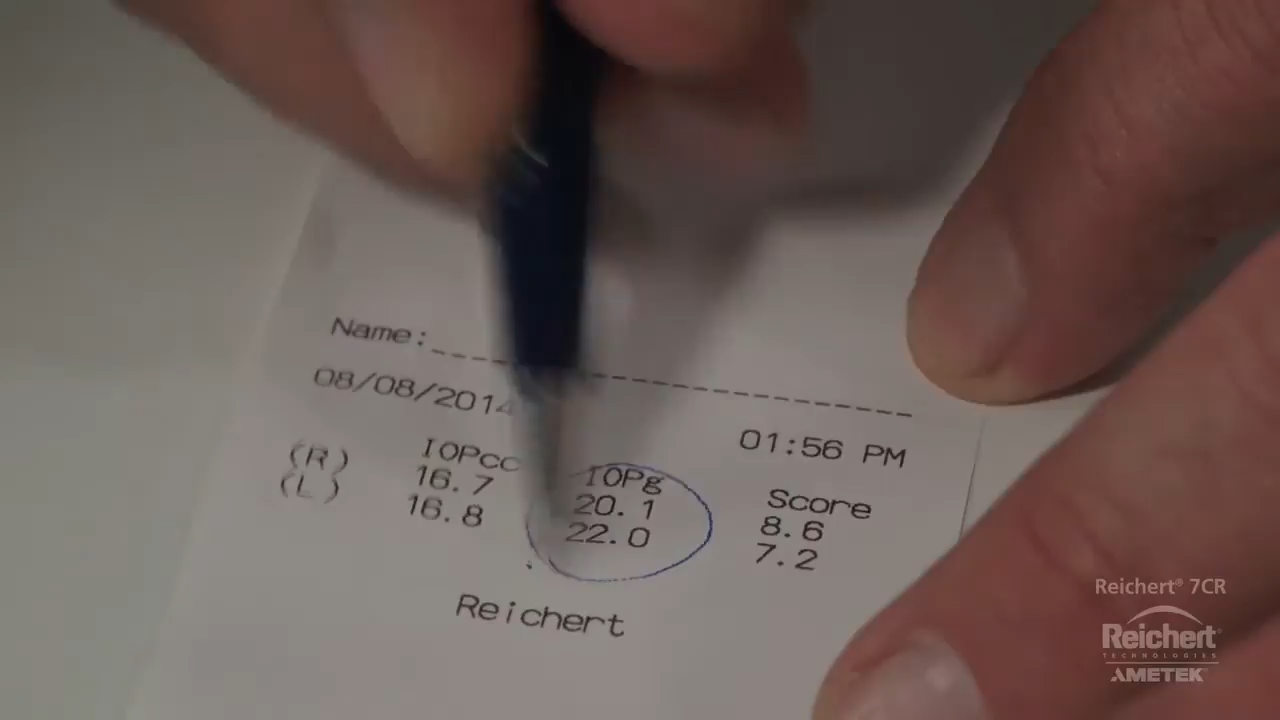 Name:
08/08/2014 01:56 PM
IOPcc IOPg Score
(R) 16.7 20.1 8.6
(L) 16.8 22.0 7.2
Reichert
Reichert® 7CR
Reichert®
TECHNOLOGIES
AMETEK®